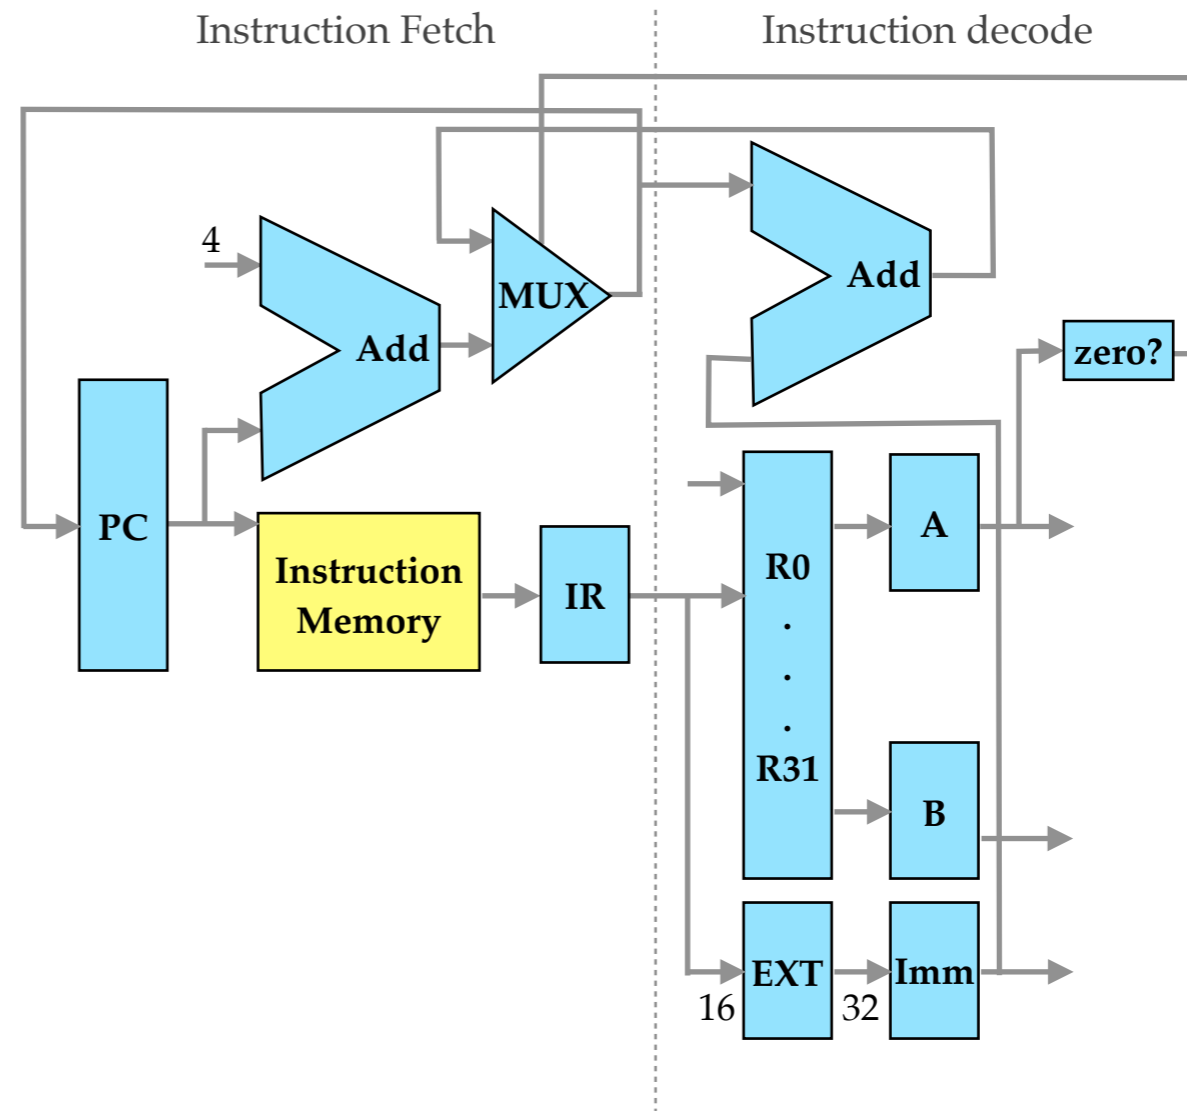 Instruction Fetch
Instruction decode
4
MUX
Add
Add
zero?
PC
Instruction
Memory
IR
R0
.
.
.
R31
A
B
EXT
Imm
16
32